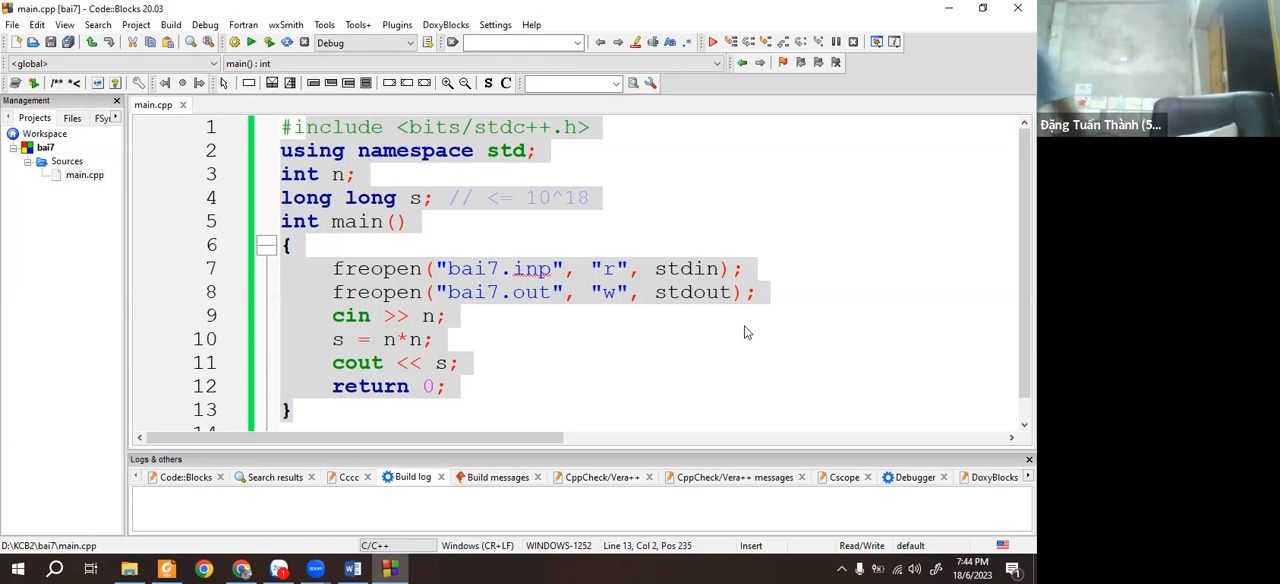 main.cpp [bai7] - Code::Blocks 20.03
File Edit View Search Project Build Debug Fortran wxSmith Tools Tools+ Plugins DoxyBlocks Settings Help
Debug
<global> main() : int
/** *< S C
Management
Projects Files FSy
Workspace
bai7
Sources
main.cpp
main.cpp
1 #include <bits/stdc++.h>
2 using namespace std;
3 int n;
4 long long s; // <= 10^18
5 int main()
6 {
7 freopen("bai7.inp", "r", stdin);
8 freopen("bai7.out", "w", stdout);
9 cin >> n;
10 s = n*n;
11 cout << s;
12 return 0;
13 }
Logs & others
Code::Blocks Search results Cccc Build log Build messages CppCheck/Vera++ CppCheck/Vera++ messages Cscope Debugger DoxyBlocks
D:\KCB2\bai7\main.cpp C/C++ Windows (CR+LF) WINDOWS-1252 Line 13, Col 2, Pos 235 Insert Read/Write default
7:44 PM
18/6/2023
Đặng Tuấn Thành (5...